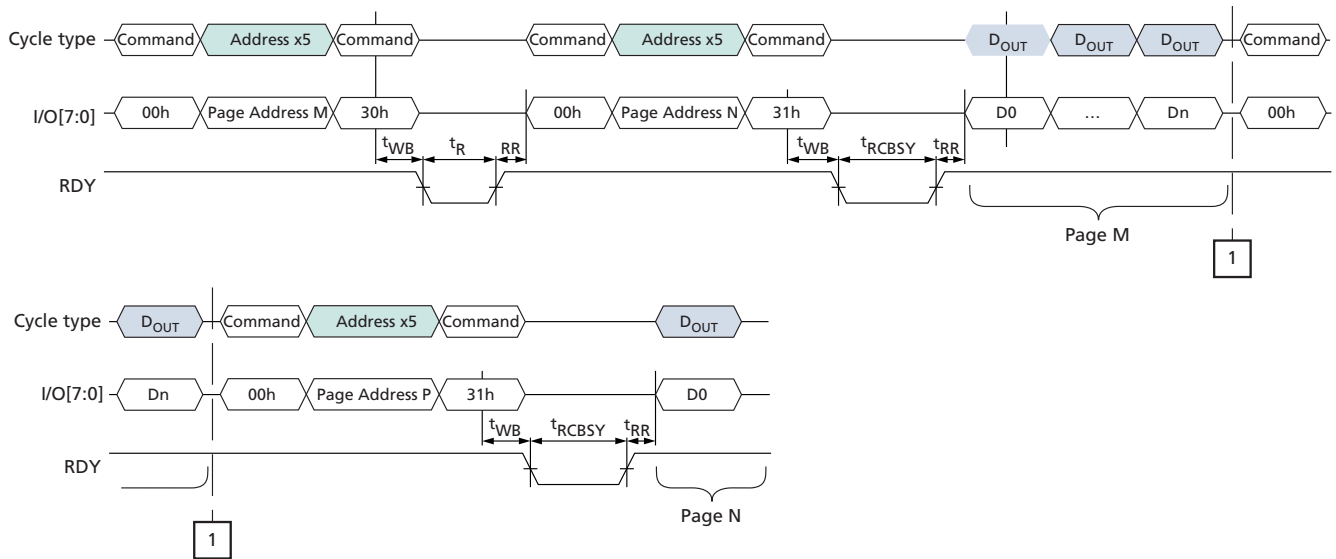 Cycle type Command Address x5 Command Command Address x5 Command DOUT DOUT DOUT Command
I/O[7:0] 00h Page Address M 30h 00h Page Address N 31h D0 ... Dn 00h
tWB tR RR tWB tRCBSY tRR
RDY
Page M
1
Cycle type DOUT Command Address x5 Command DOUT
I/O[7:0] Dn 00h Page Address P 31h D0
tWB tRCBSY tRR
RDY
Page N
1